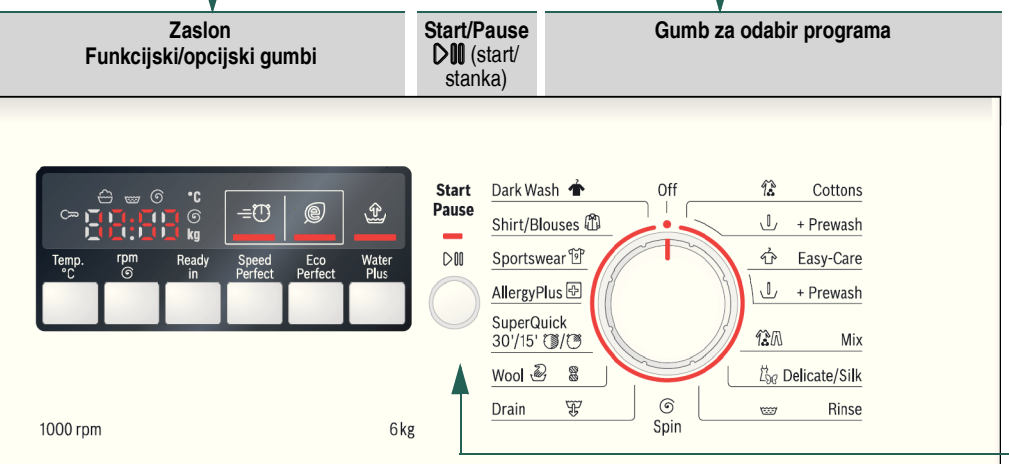 Zaslon
Funkcijski/opcijski gumbi
Start/Pause
(start/
stanka)
Gumb za odabir programa
°C
kg
Temp.
°C
rpm
Ready
in
Speed
Perfect
Eco
Perfect
Water
Plus
Start
Pause
Dark Wash
Shirt/Blouses
Sportswear
AllergyPlus
SuperQuick
30'/15'
Wool
Drain
Off
Spin
Cottons
+ Prewash
Easy-Care
+ Prewash
Mix
Delicate/Silk
Rinse
1000 rpm
6 kg